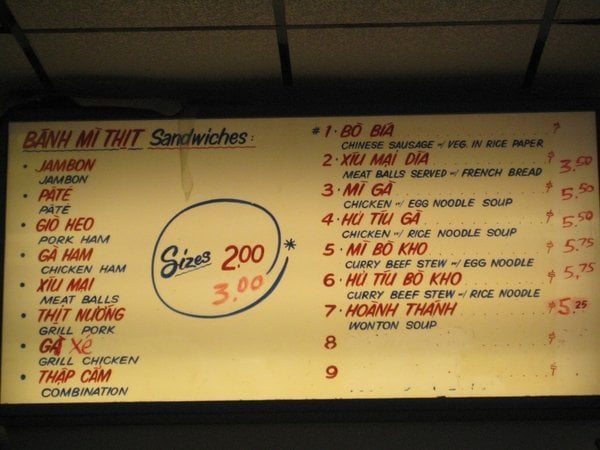 BÁNH MÌ THỊT Sandwiches:
• JAMBON
JAMBON
• PÂTÉ
PÂTÉ
• GIÒ HEO
PORK HAM
• GÀ HAM
CHICKEN HAM
• XÍU MẠI
MEAT BALLS
• THỊT NƯỚNG
GRILL PORK
• GÀ Xé
GRILL CHICKEN
• THẬP CẨM
COMBINATION
Sizes 2.00 *
3.00
*1. BÒ BÍA $
CHINESE SAUSAGE w/ VEG. IN RICE PAPER
2. XÍU MẠI DĨA $ 3.50
MEAT BALLS SERVED w/ FRENCH BREAD
3. MÌ GÀ $ 5.50
CHICKEN w/ EGG NOODLE SOUP
4. HỦ TÍU GÀ $ 5.50
CHICKEN w/ RICE NOODLE SOUP
5. MÌ BÒ KHO $ 5.75
CURRY BEEF STEW w/ EGG NOODLE
6. HỦ TÍU BÒ KHO $ 5.75
CURRY BEEF STEW w/ RICE NOODLE
7. HOÀNH THÁNH $5.25
WONTON SOUP
8 $
9 $